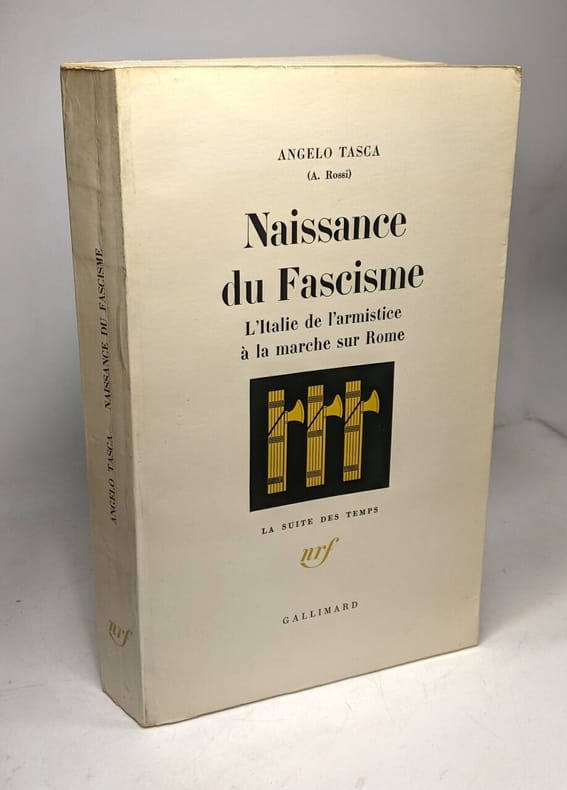 ANGELO TASCA
(A. Rossi)
Naissance
du Fascisme
L'Italie de l'armistice
à la marche sur Rome
LA SUITE DES TEMPS
nrf
GALLIMARD
ANGELO TASCA NAISSANCE DU FASCISME
nrf